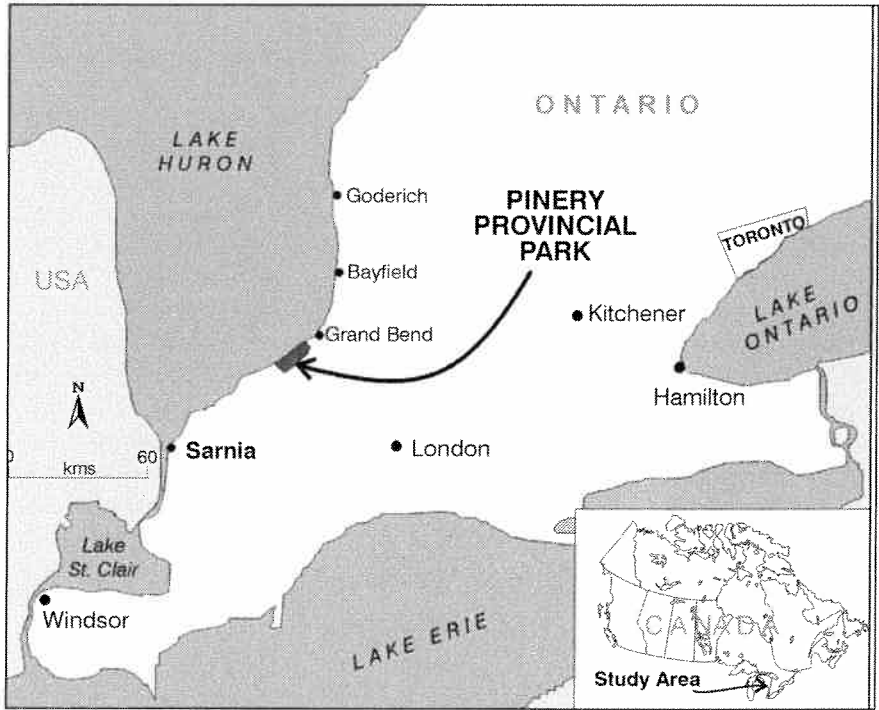 ONTARIO
LAKE
HURON
Goderich
PINERY
PROVINCIAL
PARK
TORONTO
USA
Bayfield
Kitchener
LAKE
ONTARIO
Grand Bend
Hamilton
N
Sarnia
London
0 60
kms
Lake
St. Clair
Windsor
LAKE ERIE
CANADA
Study Area